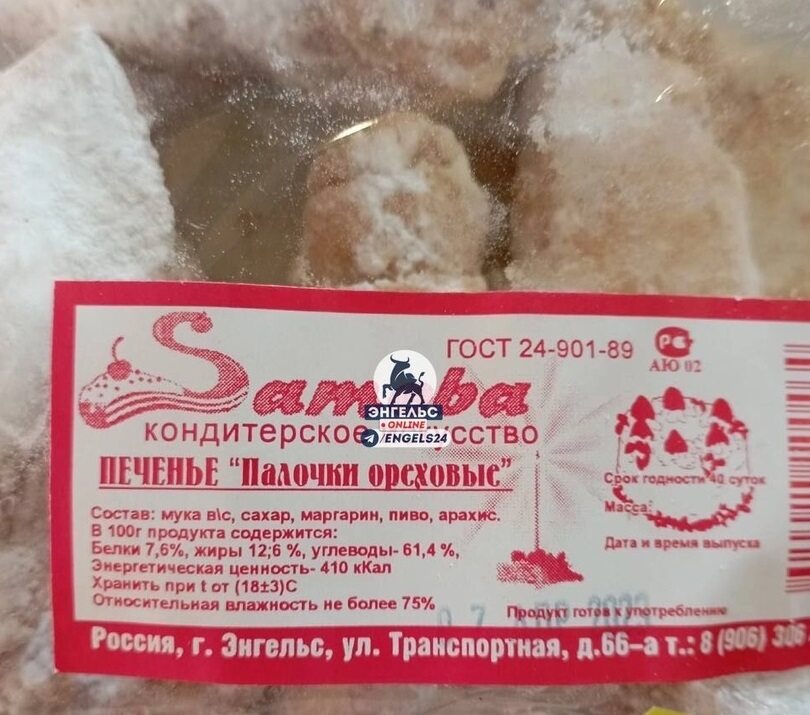 ГОСТ 24-901-89
РС
АЮ 02
Samba
ЭНГЕЛЬС
• ONLINE
/ENGELS24
кондитерское
ПЕЧЕНЬЕ "Палочки ореховые"
Состав: мука в\с, сахар, маргарин, пиво, арахис.
В 100г продукта содержится:
Белки 7,6%, жиры 12;6 %, углеводы- 61,4 %,
Энергетическая ценность- 410 кКал
Хранить при t от (18±3)С
Относительная влажность не более 75%
Срок годности 40 суток
Масса:
Дата и время выпуска
Продукт готов к употреблению
Россия, г. Энгельс, ул. Транспортная, д.66-а т.: 8 (906) 306